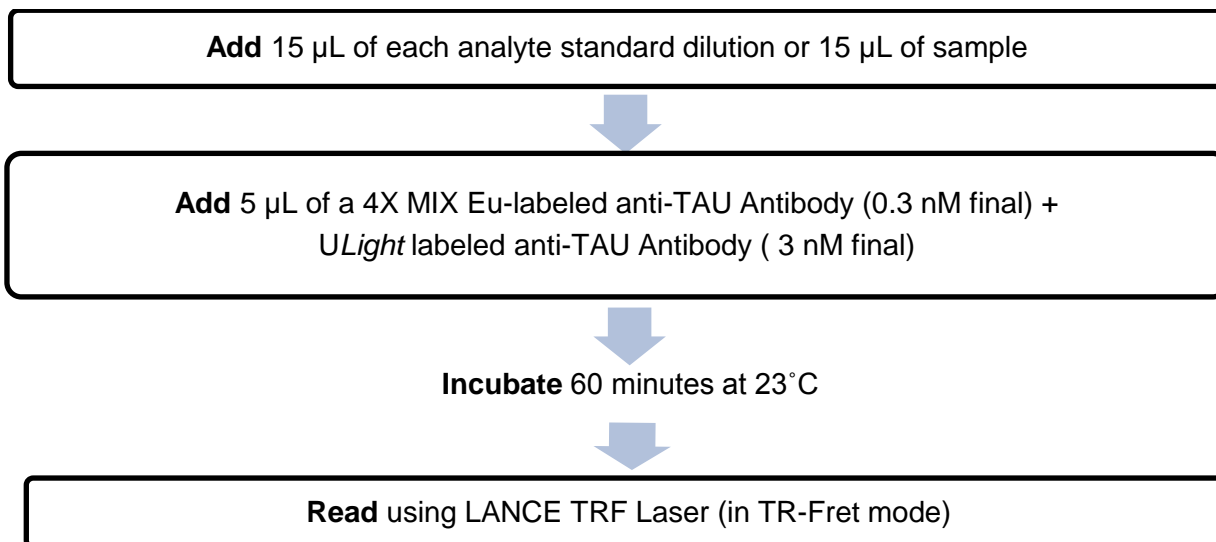 Add 15 µL of each analyte standard dilution or 15 µL of sample
Add 5 µL of a 4X MIX Eu-labeled anti-TAU Antibody (0.3 nM final) +
ULight labeled anti-TAU Antibody ( 3 nM final)
Incubate 60 minutes at 23˚C
Read using LANCE TRF Laser (in TR-Fret mode)